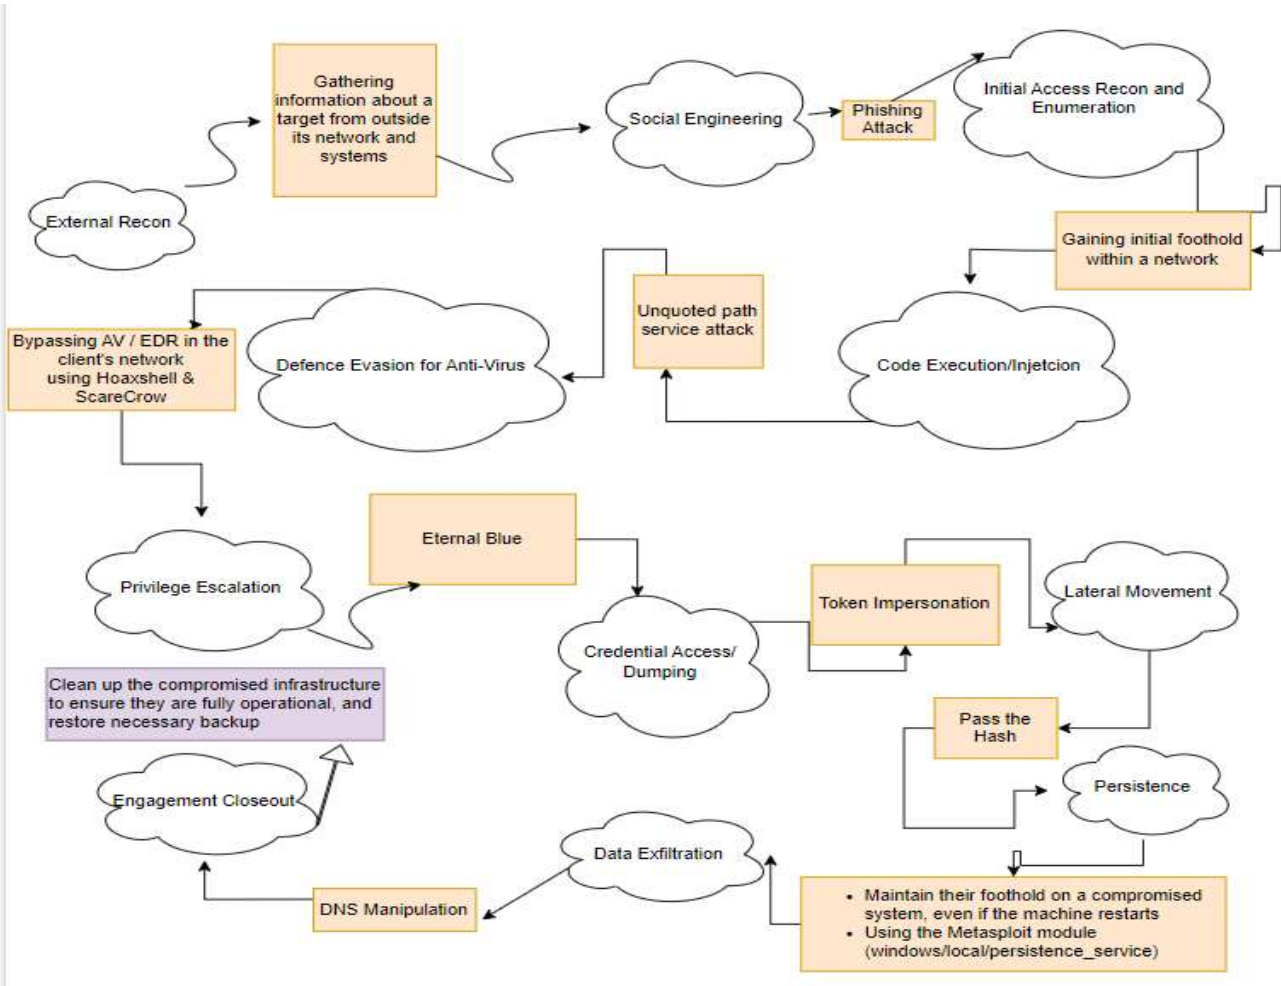 External Recon
Gathering
information about a
target from outside
its network and
systems
Social Engineering
Phishing
Attack
Initial Access Recon and
Enumeration
Gaining initial foothold
within a network
Code Execution/Injetcion
Unquoted path
service attack
Defence Evasion for Anti-Virus
Bypassing AV / EDR in the
client's network
using Hoaxshell &
ScareCrow
Privilege Escalation
Eternal Blue
Credential Access/
Dumping
Token Impersonation
Lateral Movement
Pass the
Hash
Persistence
• Maintain their foothold on a compromised
system, even if the machine restarts
• Using the Metasploit module
(windows/local/persistence_service)
Data Exfiltration
DNS Manipulation
Engagement Closeout
Clean up the compromised infrastructure
to ensure they are fully operational, and
restore necessary backup